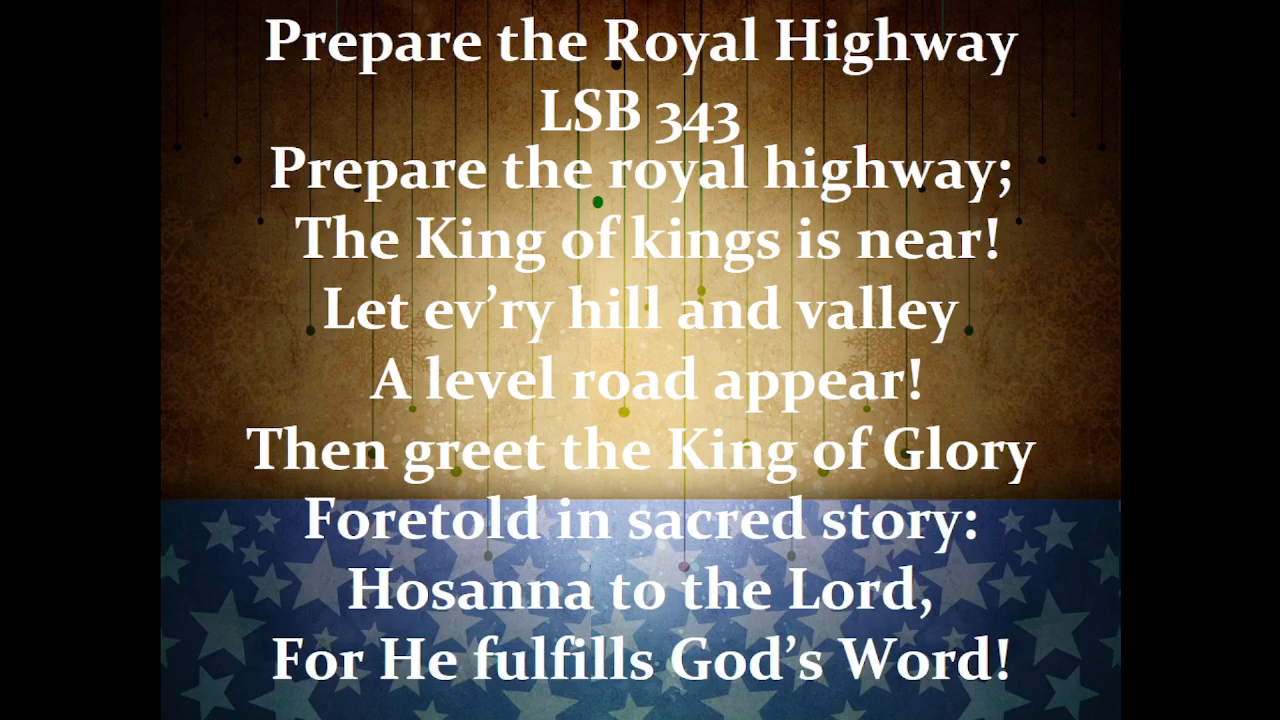 Prepare the Royal Highway
LSB 343
Prepare the royal highway;
The King of kings is near!
Let ev’ry hill and valley
A level road appear!
Then greet the King of Glory
Foretold in sacred story:
Hosanna to the Lord,
For He fulfills God’s Word!